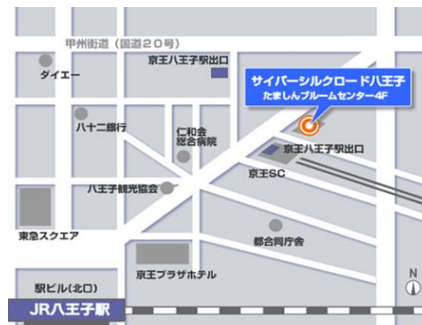 甲州街道（国道20号）
ダイエー
京王八王子駅出口
サイバーシルクロード八王子
たましんブルームセンター4F
八十二銀行
仁和会
総合病院
京王八王子駅出口
京王SC
八王子観光協会
東急スクエア
都合同庁舎
京王プラザホテル
N
駅ビル(北口)
JR八王子駅